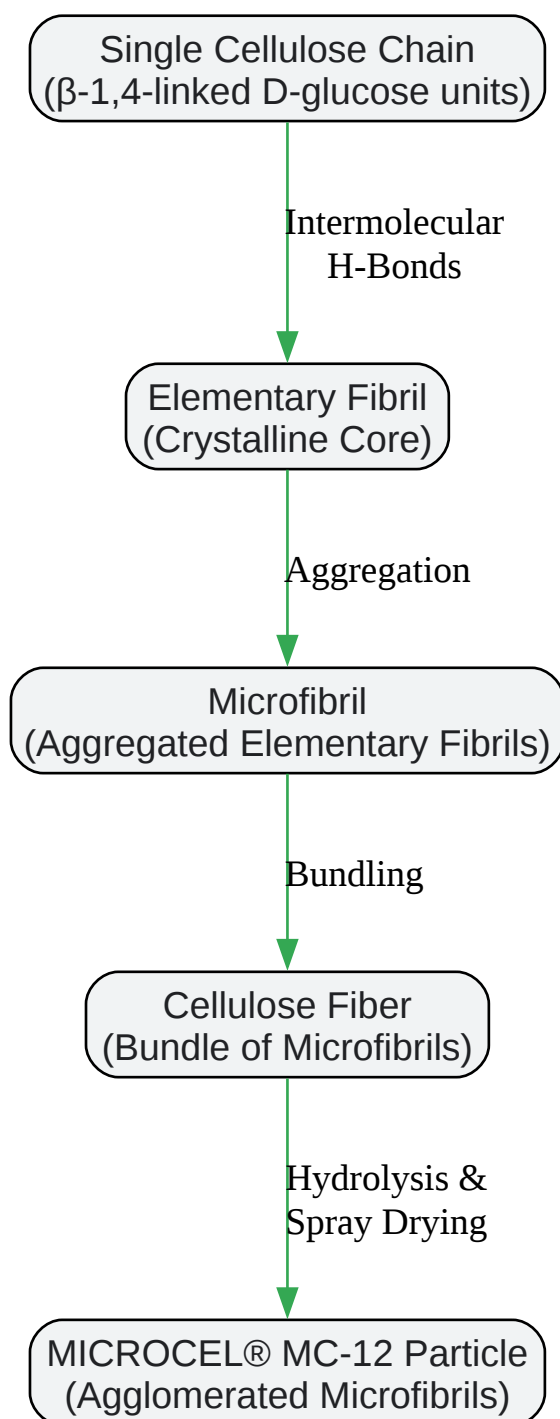 Single Cellulose Chain
(β-1,4-linked D-glucose units)
Intermolecular
H-Bonds
Elementary Fibril
(Crystalline Core)
Aggregation
Microfibril
(Aggregated Elementary Fibrils)
Bundling
Cellulose Fiber
(Bundle of Microfibrils)
Hydrolysis &
Spray Drying
MICROCEL® MC-12 Particle
(Agglomerated Microfibrils)